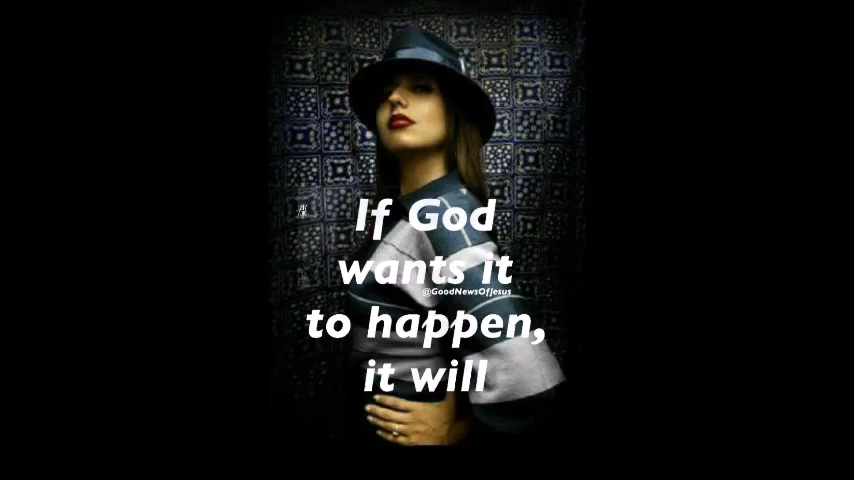 If God
wants it
@GoodNewsOfJesus
to happen,
it will